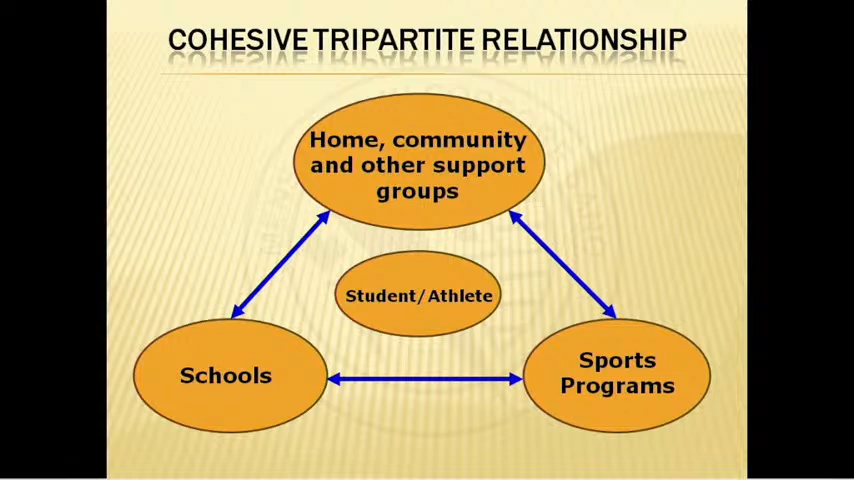 COHESIVE TRIPARTITE RELATIONSHIP
Home, community
and other support
groups
Student/Athlete
Schools
Sports
Programs